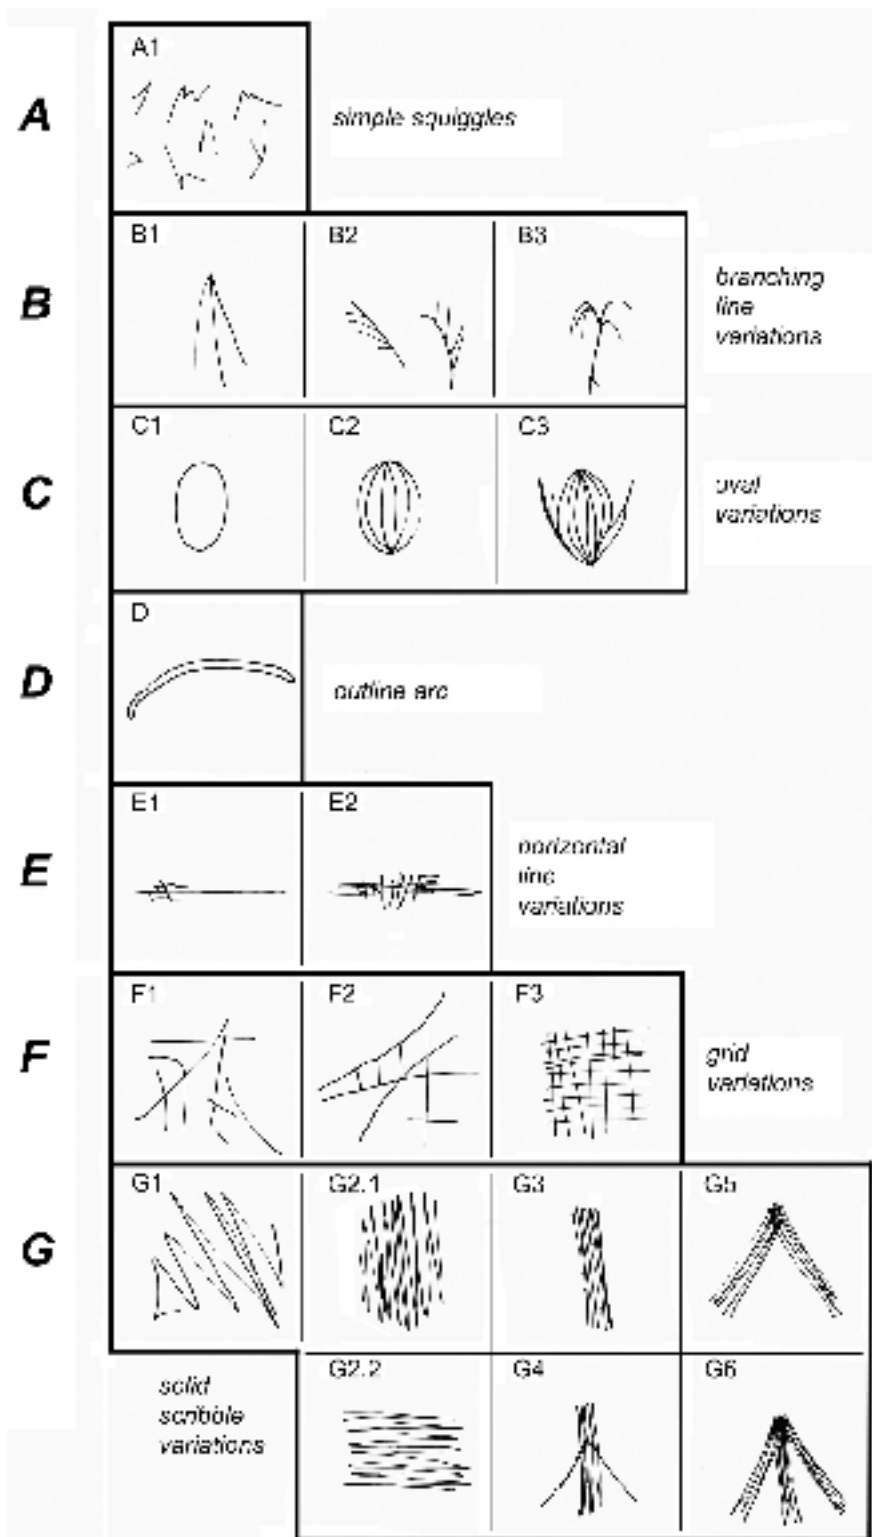 A
A1
simple squiggles
B
B1 B2 B3
branching
line
variations
C
C1 C2 C3
oval
variations
D
D
outline arc
E
E1 E2
horizontal
line
variations
F
F1 F2 F3
grid
variations
G
G1 G2.1 G3 G5
solid
scribble
variations
G2.2 G4 G6